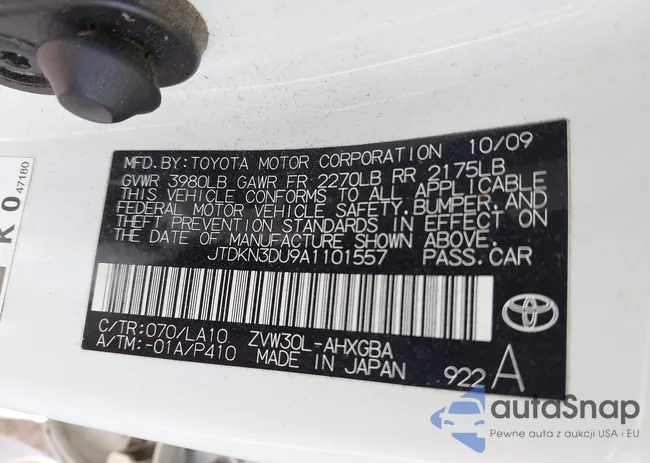 MFD.BY:TOYOTA MOTOR CORPORATION 10/09
GVWR 3980LB GAWR FR 2270LB RR 2175LB
THIS VEHICLE CONFORMS TO ALL APPLICABLE
FEDERAL MOTOR VEHICLE SAFETY, BUMPER, AND
THEFT PREVENTION STANDARDS IN EFFECT ON
THE DATE OF MANUFACTURE SHOWN ABOVE.
JTDKN3DU9A1101557 PASS.CAR
C/TR:070/LA10 ZVW30L-AHXGBA
A/TM:-01A/P410 MADE IN JAPAN 922A
K0 47180
autaSnap
Pewne auta z aukcji USA i EU